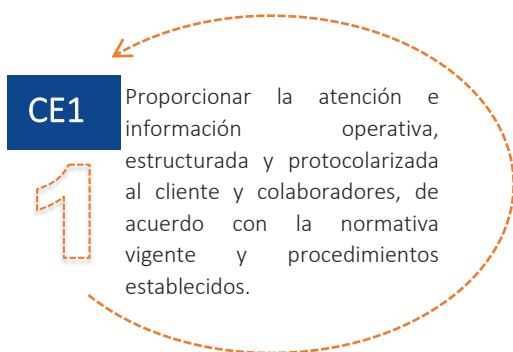 CE1
1
Proporcionar la atención e
información operativa,
estructurada y protocolarizada
al cliente y colaboradores, de
acuerdo con la normativa
vigente y procedimientos
establecidos.